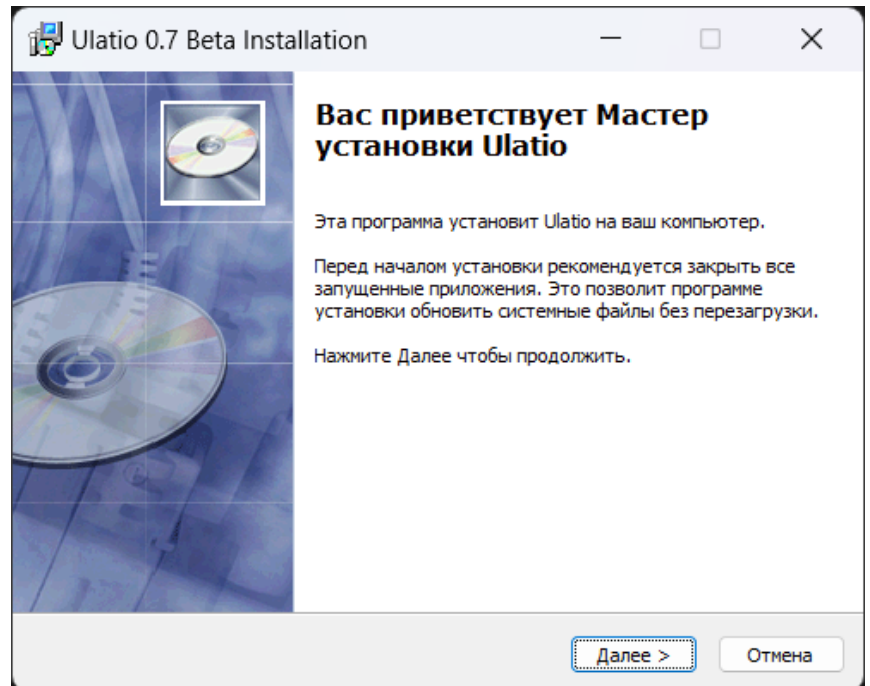 Ulatio 0.7 Beta Installation
Вас приветствует Мастер
установки Ulatio
Эта программа установит Ulatio на ваш компьютер.
Перед началом установки рекомендуется закрыть все
запущенные приложения. Это позволит программе
установки обновить системные файлы без перезагрузки.
Нажмите Далее чтобы продолжить.
Далее >
Отмена